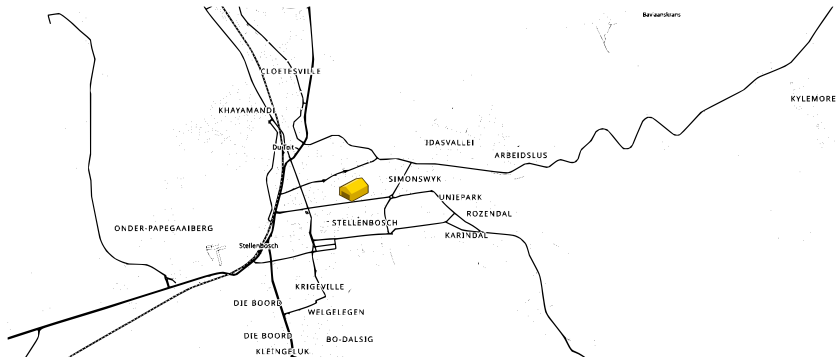 Baviaanskrans
CLOETESVILLE
KYLEMORE
KHAYAMANDI
Du Toit
IDASVALLEI
ARBEIDSLUS
SIMONSWYK
UNIEPARK
ROZENDAL
STELLENBOSCH
ONDER-PAPEGAAIBERG
KARINDAL
Stellenbosch
KRIGEVILLE
DIE BOORD
WELGELEGEN
DIE BOORD
BO-DALSIG
KLEINGELUK